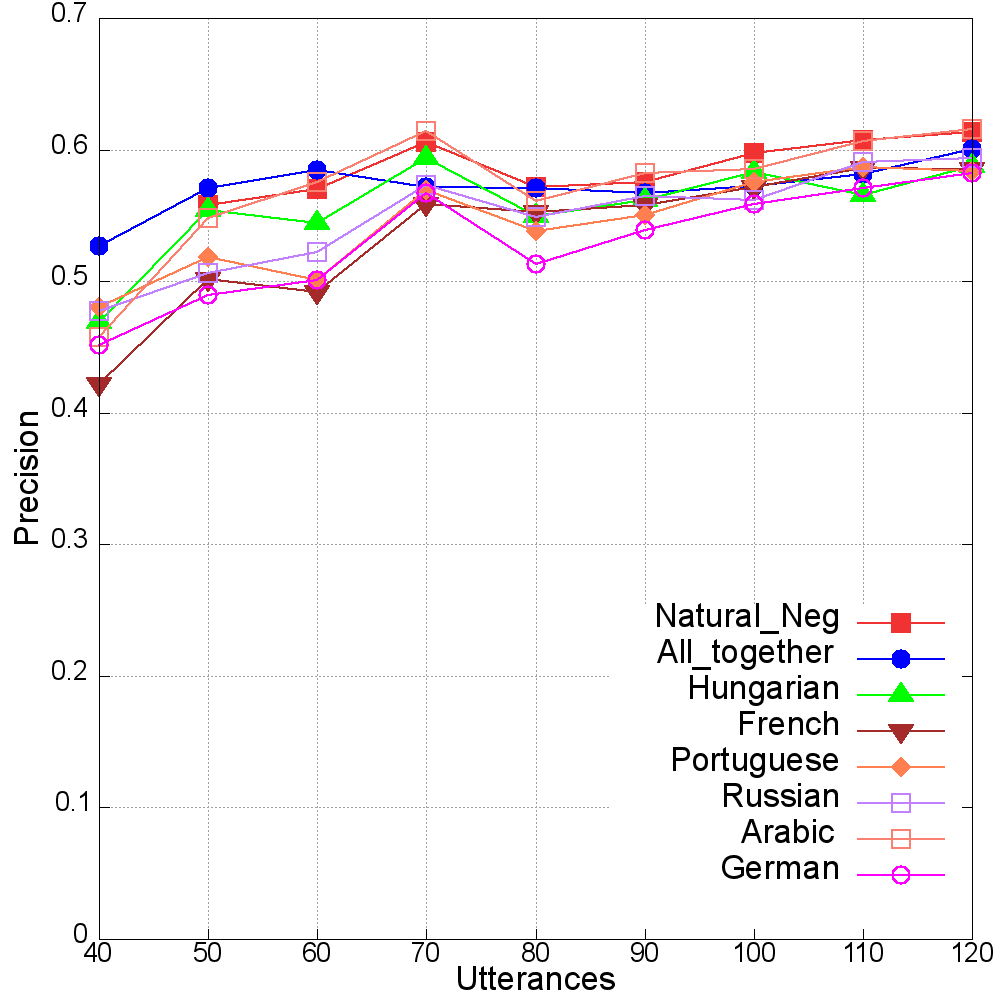 0.7
0.6
0.5
0.4
0.3
0.2
0.1
0
Precision
40 50 60 70 80 90 100 110 120
Utterances
Natural_Neg
All_together
Hungarian
French
Portuguese
Russian
Arabic
German